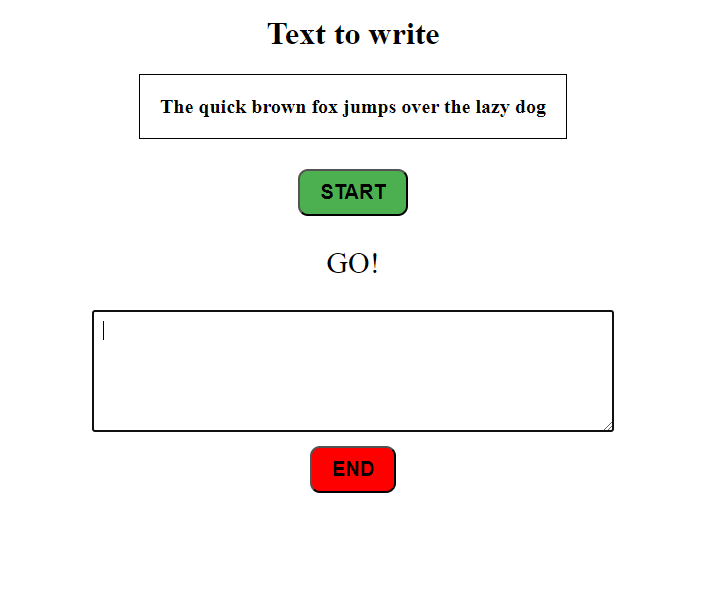 Text to write
The quick brown fox jumps over the lazy dog
START
GO!
END